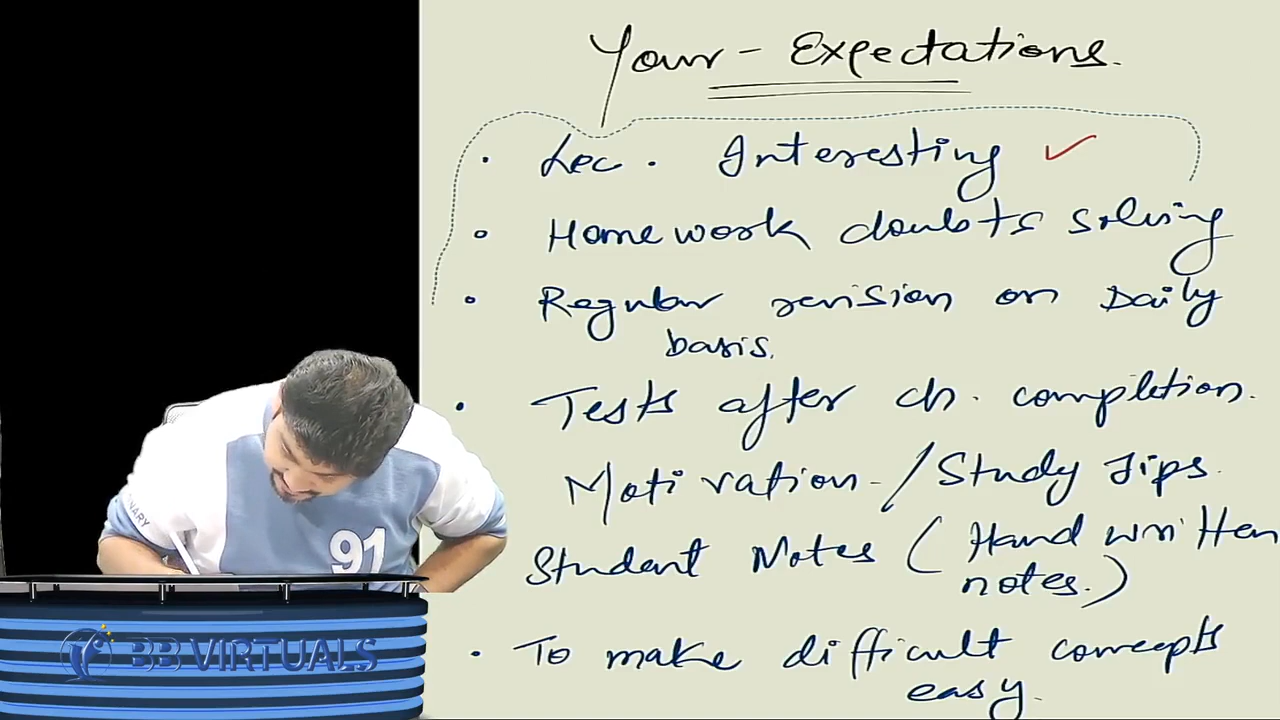 Your - Expectations.
• Lec. Interesting ✓
• Homework doubts solving
• Regular revision on Daily
basis.
• Tests after ch. completion.
Motivation - / Study Tips.
Student Notes (Hand written
notes.)
• To make difficult concepts
easy.
VARY
91
BB VIRTUALS